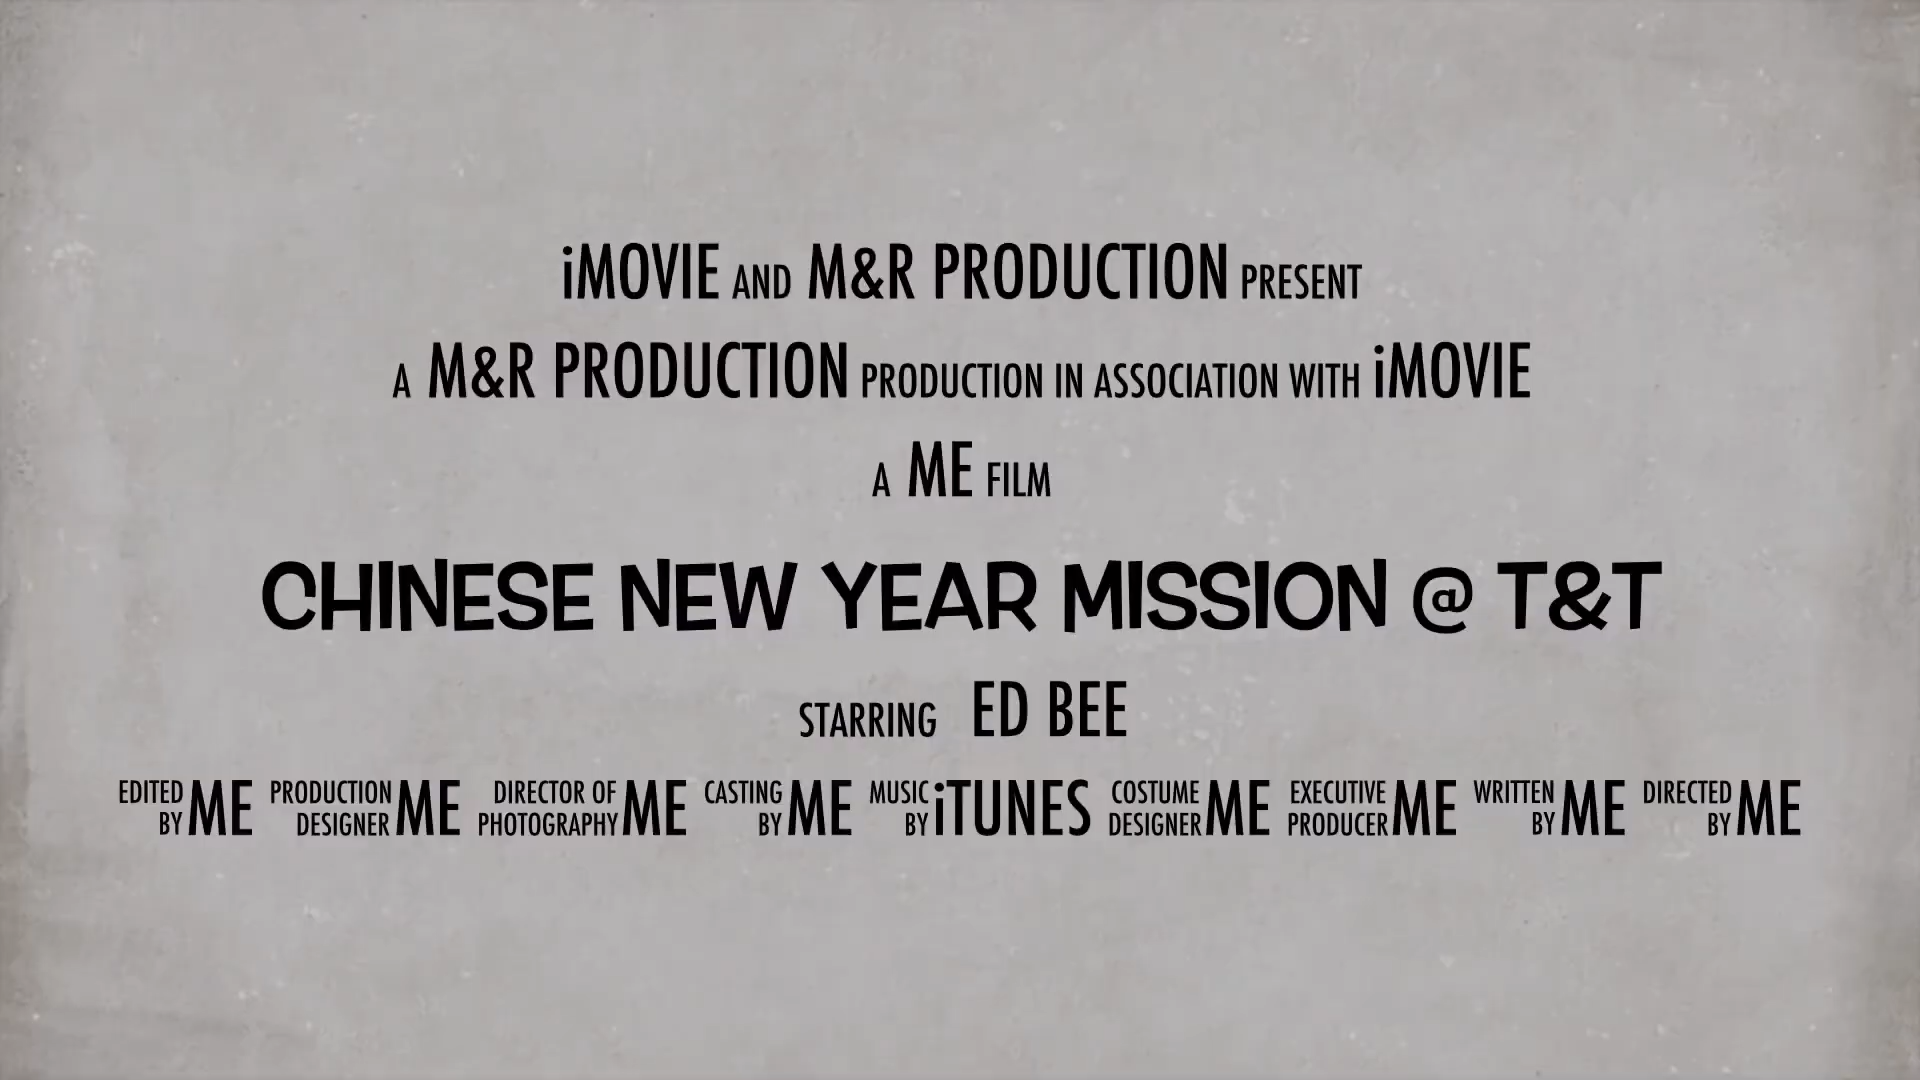 iMOVIE AND M&R PRODUCTION PRESENT
A M&R PRODUCTION PRODUCTION IN ASSOCIATION WITH iMOVIE
A ME FILM
CHINESE NEW YEAR MISSION @ T&T
STARRING ED BEE
EDITED BY ME PRODUCTION DESIGNER ME DIRECTOR OF PHOTOGRAPHY ME CASTING BY ME MUSIC BY iTUNES COSTUME DESIGNER ME EXECUTIVE PRODUCER ME WRITTEN BY ME DIRECTED BY ME